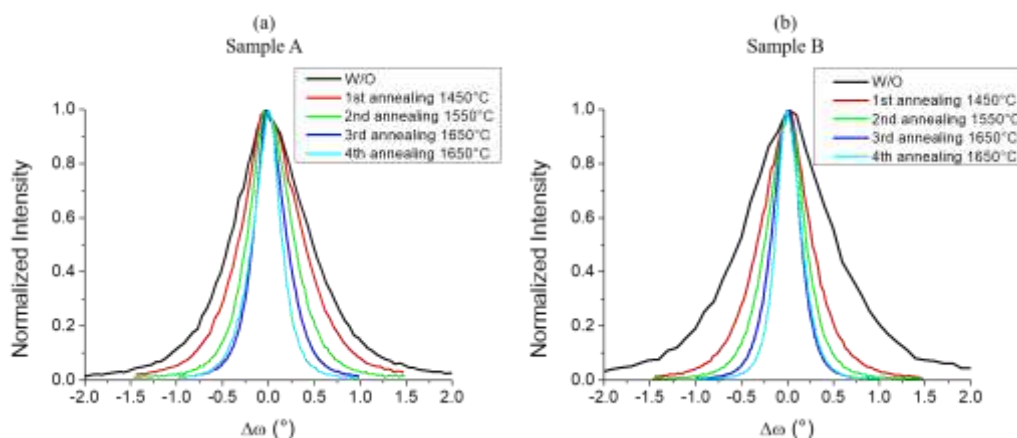 (a)
Sample A
W/O
1st annealing 1450°C
2nd annealing 1550°C
3rd annealing 1650°C
4th annealing 1650°C
Normalized Intensity
1.0
0.8
0.6
0.4
0.2
0.0
-2.0 -1.5 -1.0 -0.5 0.0 0.5 1.0 1.5 2.0
Δω (°)
(b)
Sample B
W/O
1st annealing 1450°C
2nd annealing 1550°C
3rd annealing 1650°C
4th annealing 1650°C
Normalized Intensity
1.0
0.8
0.6
0.4
0.2
0.0
-2.0 -1.5 -1.0 -0.5 0.0 0.5 1.0 1.5 2.0
Δω (°)